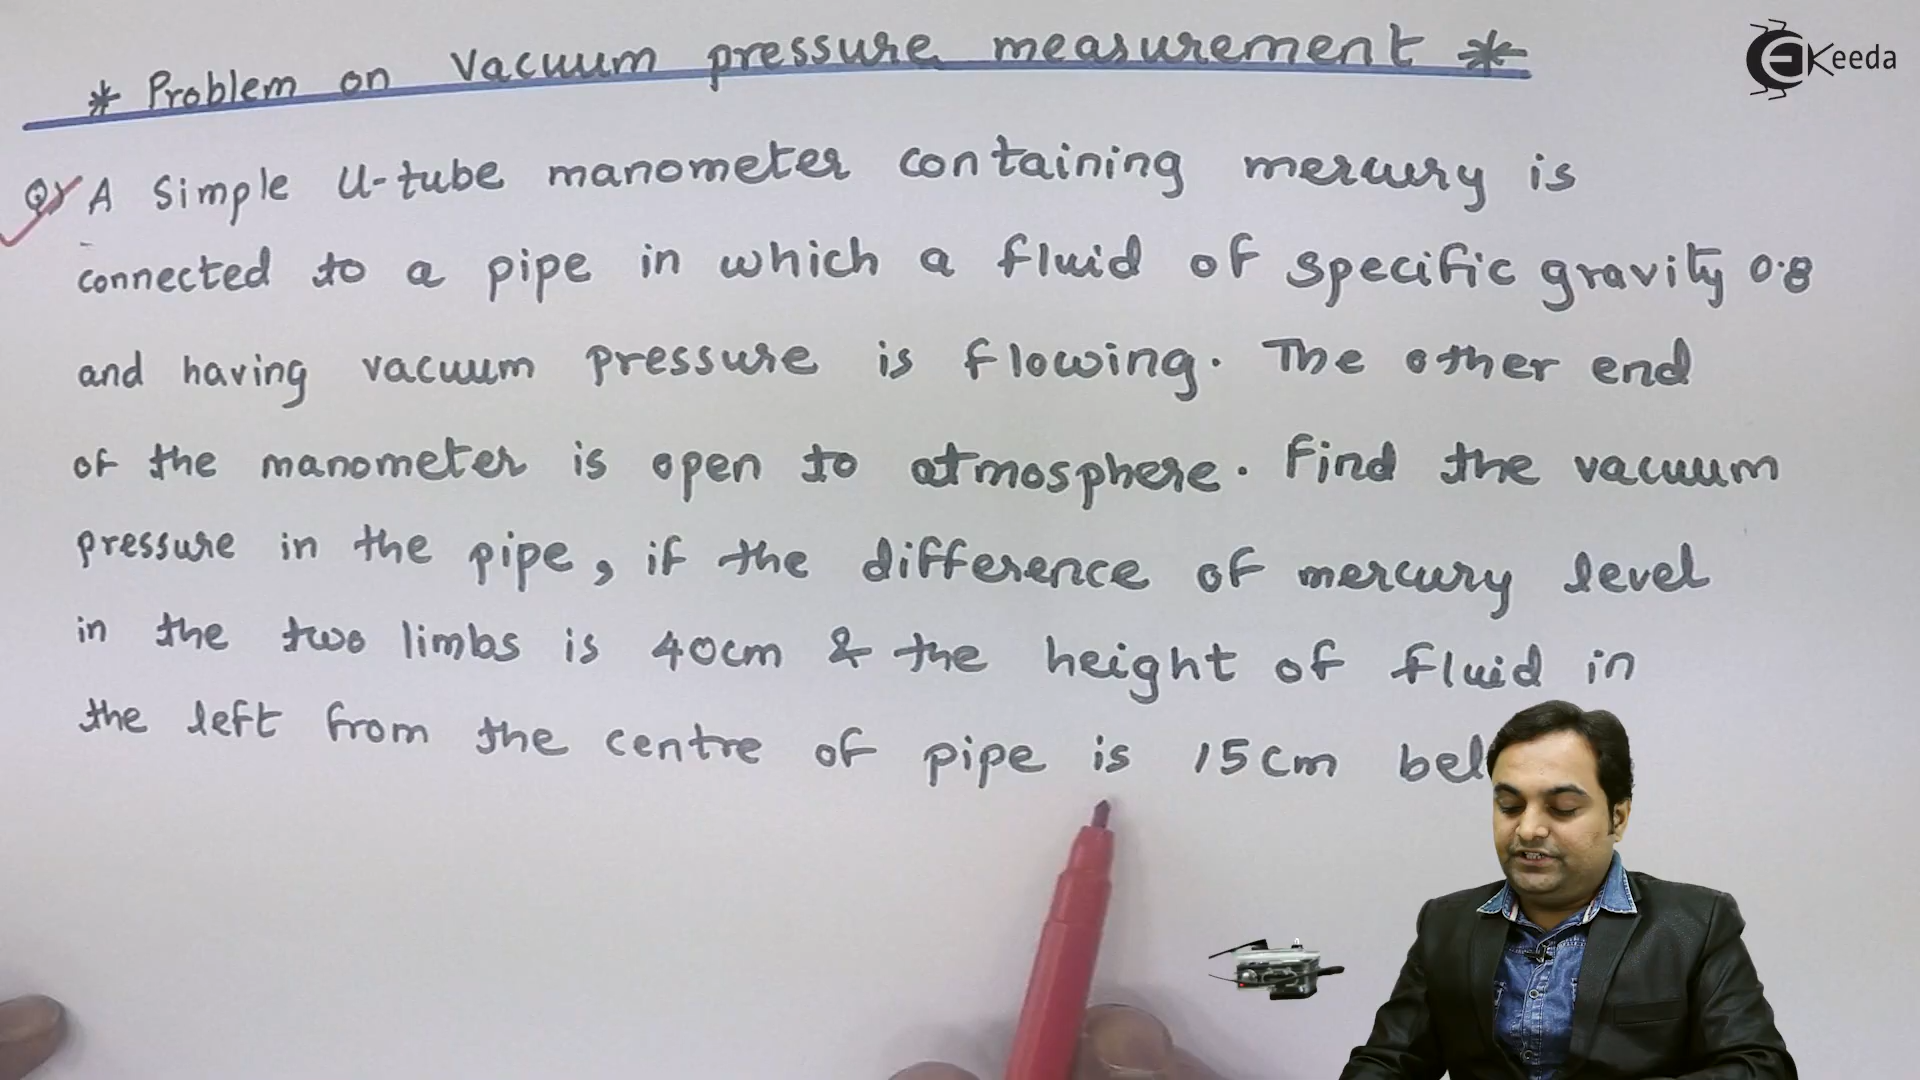 * Problem on Vacuum pressure measurement *
Keeda
Q) A Simple U-tube manometer containing mercury is
connected to a pipe in which a fluid of specific gravity 0.8
and having vacuum pressure is flowing. The other end
of the manometer is open to atmosphere. Find the vacuum
pressure in the pipe, if the difference of mercury level
in the two limbs is 40cm & the height of fluid in
the left from the centre of pipe is 15cm bel